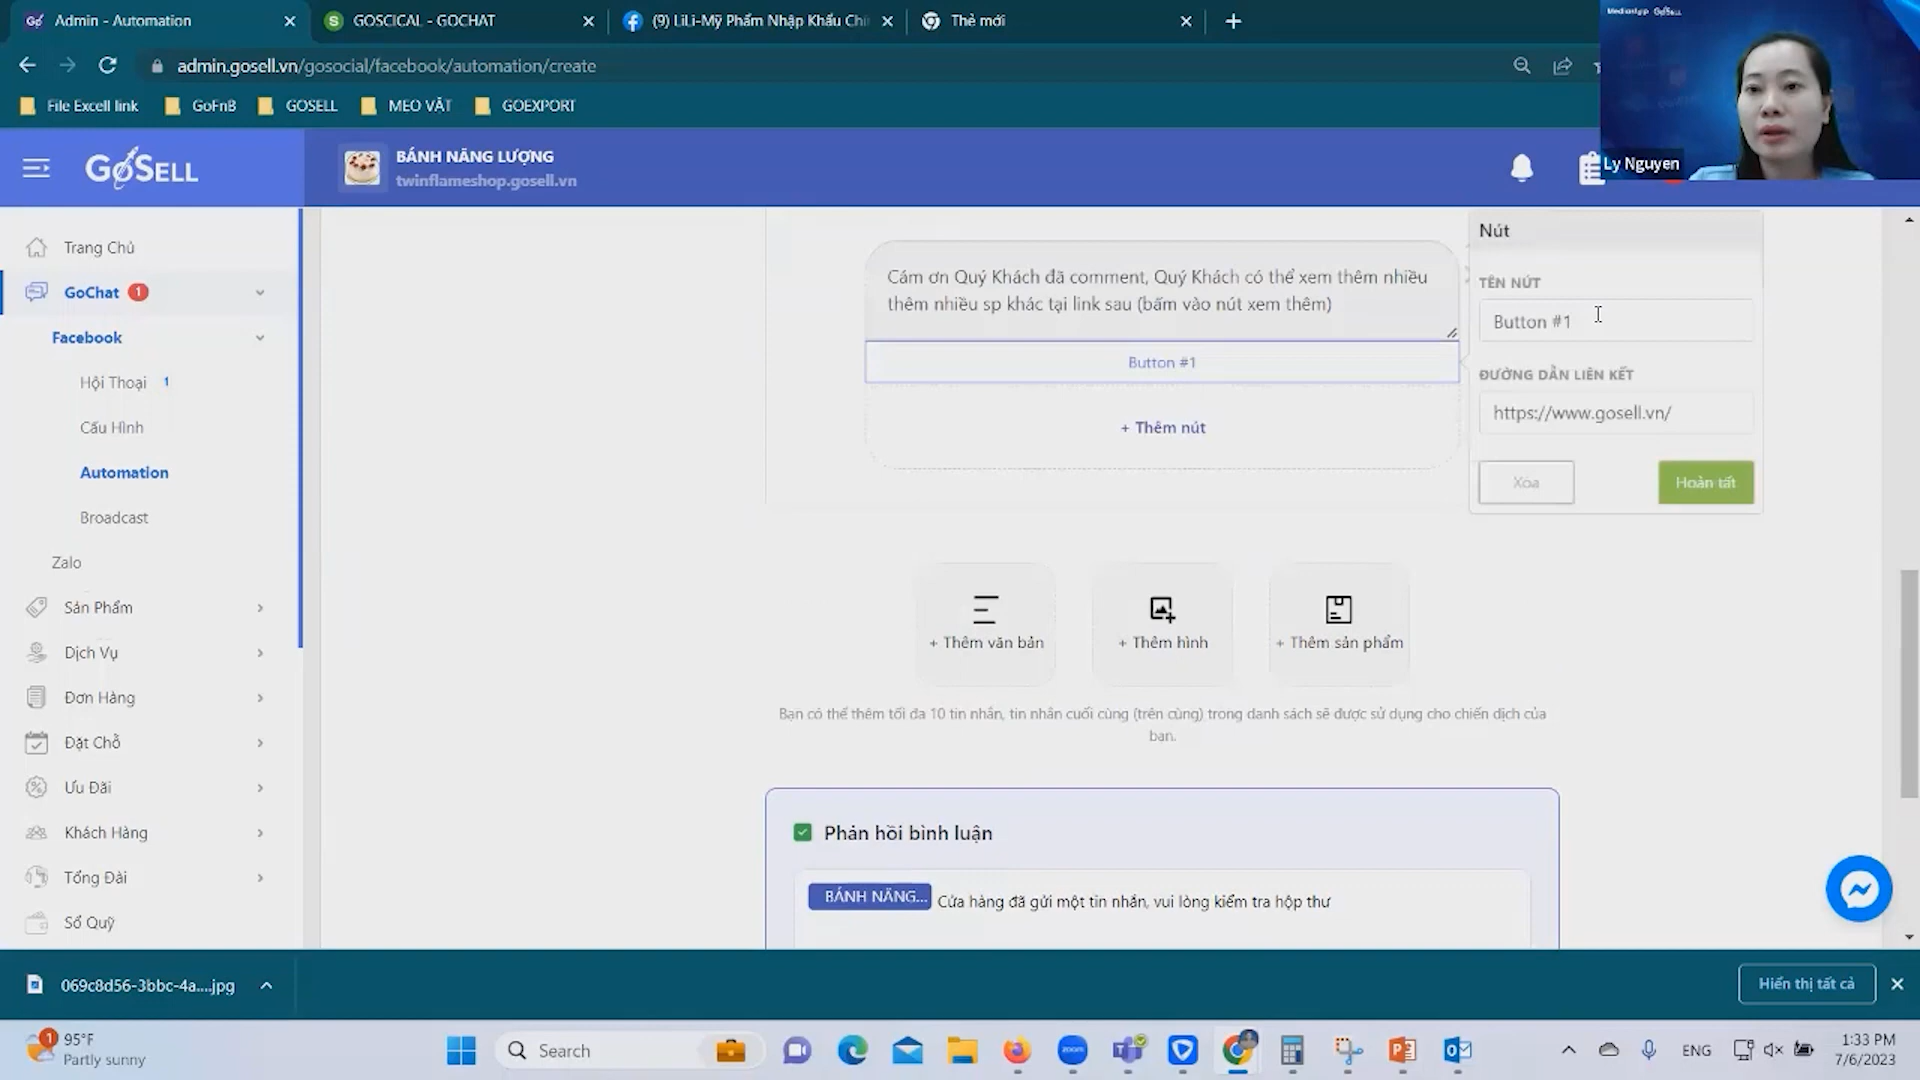 Admin - Automation
GOSCICAL - GOCHAT
(9) LiLi-Mỹ Phẩm Nhập Khẩu Chí
Thẻ mới
admin.gosell.vn/gosocial/facebook/automation/create
File Excell link
GoFnB
GOSELL
MẸO VẶT
GOEXPORT
Mediastep GoSELL
Ly Nguyen
GOSELL
BÁNH NĂNG LƯỢNG
twinflameshop.gosell.vn
Trang Chủ
GoChat 1
Facebook
Hội Thoại 1
Cấu Hình
Automation
Broadcast
Zalo
Sản Phẩm
Dịch Vụ
Đơn Hàng
Đặt Chỗ
Ưu Đãi
Khách Hàng
Tổng Đài
Sổ Quỹ
Cám ơn Quý Khách đã comment, Quý Khách có thể xem thêm nhiều
thêm nhiều sp khác tại link sau (bấm vào nút xem thêm)
Button #1
+ Thêm nút
Nút
TÊN NÚT
Button #1
ĐƯỜNG DẪN LIÊN KẾT
https://www.gosell.vn/
Xóa
Hoàn tất
+ Thêm văn bản
+ Thêm hình
+ Thêm sản phẩm
Bạn có thể thêm tối đa 10 tin nhắn, tin nhắn cuối cùng (trên cùng) trong danh sách sẽ được sử dụng cho chiến dịch của
bạn.
Phản hồi bình luận
BÁNH NĂNG... Cửa hàng đã gửi một tin nhắn, vui lòng kiểm tra hộp thư
069c8d56-3bbc-4a....jpg
Hiển thị tất cả
1
95°F
Partly sunny
Search
zoom
ENG
1:33 PM
7/6/2023